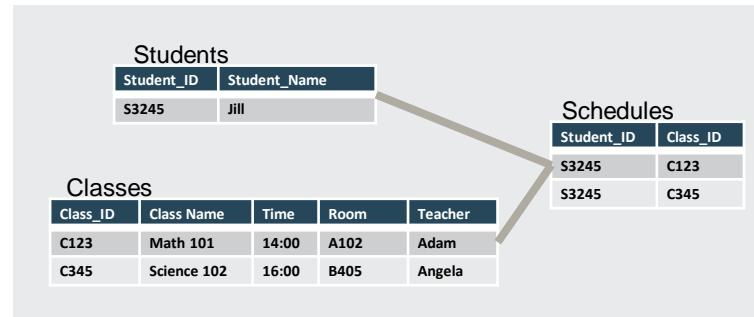 Students
Student_ID Student_Name
S3245 Jill
Schedules
Student_ID Class_ID
S3245 C123
S3245 C345
Classes
Class_ID Class Name Time Room Teacher
C123 Math 101 14:00 A102 Adam
C345 Science 102 16:00 B405 Angela